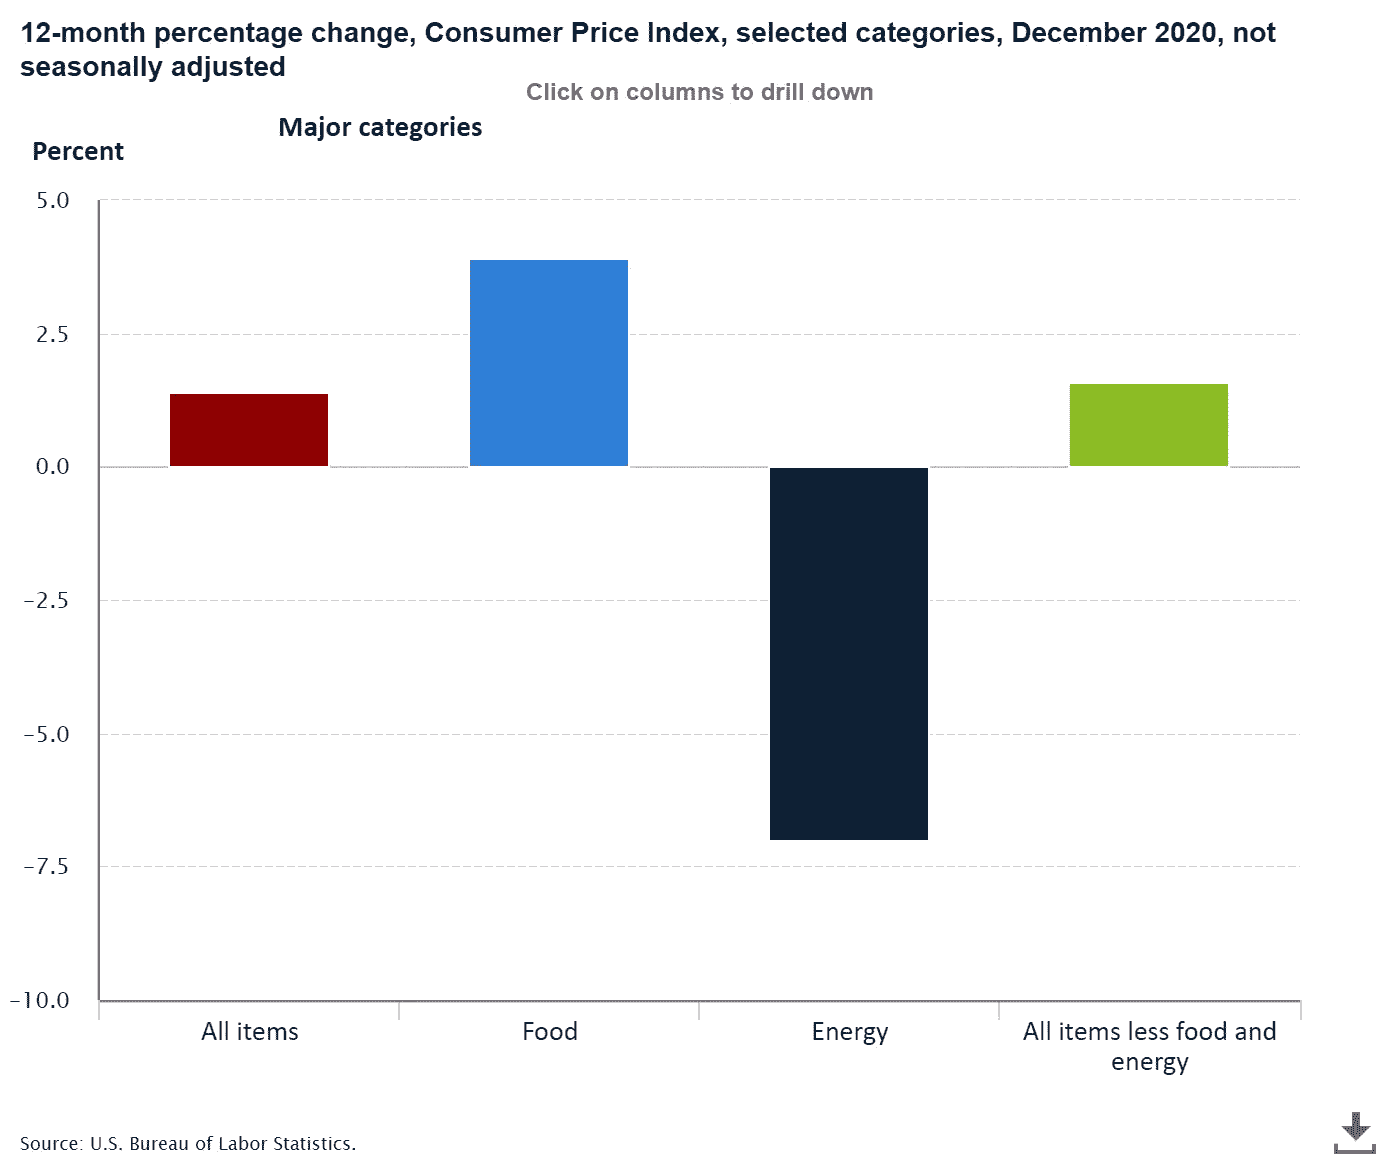 12-month percentage change, Consumer Price Index, selected categories, December 2020, not
seasonally adjusted
Click on columns to drill down
Major categories
Percent
5.0
2.5
0.0
−2.5
−5.0
−7.5
−10.0
All items
Food
Energy
All items less food and
energy
Source: U.S. Bureau of Labor Statistics.